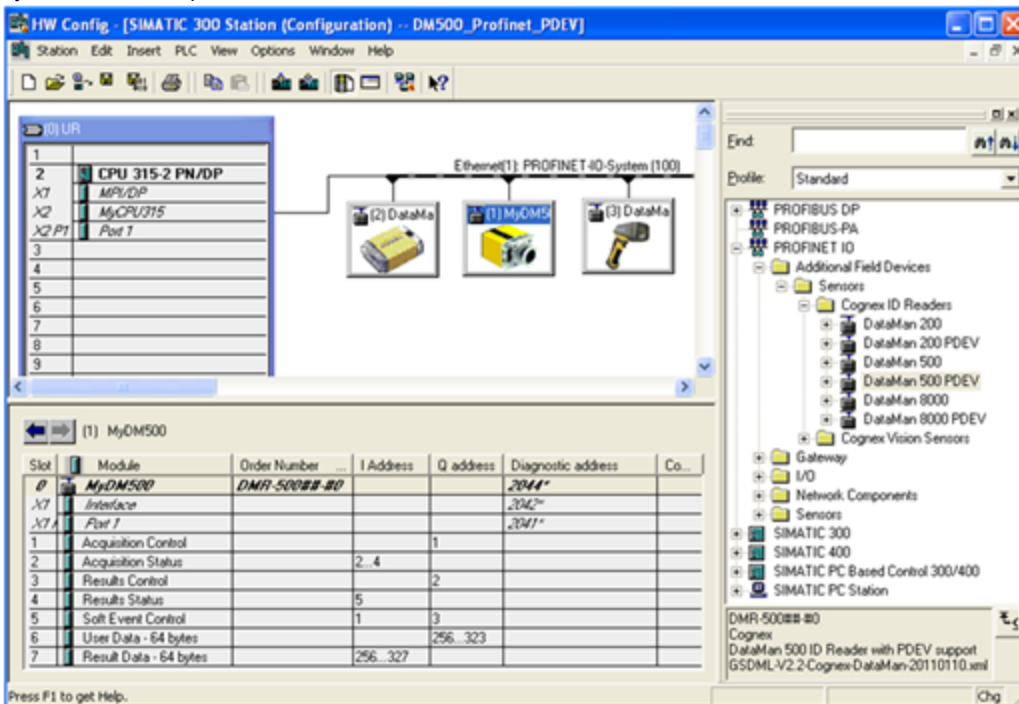 HW Config - [SIMATIC 300 Station (Configuration) -- DM500_Profinet_PDEV]
Station Edit Insert PLC View Options Window Help
(0) UR
1
2 CPU 315-2 PN/DP
X1 MPI/DP
X2 MyCPU315
X2 P1 Port 1
3
4
5
6
7
8
9
Ethernet(1): PROFINET-IO-System (100)
(2) DataMa
(1) MyDM5
(3) DataMa
Find:
Profile: Standard
PROFIBUS DP
PROFIBUS-PA
PROFINET IO
Additional Field Devices
Sensors
Cognex ID Readers
DataMan 200
DataMan 200 PDEV
DataMan 500
DataMan 500 PDEV
DataMan 8000
DataMan 8000 PDEV
Cognex Vision Sensors
Gateway
I/O
Network Components
Sensors
SIMATIC 300
SIMATIC 400
SIMATIC PC Based Control 300/400
SIMATIC PC Station
DMR-500##-#0
Cognex
DataMan 500 ID Reader with PDEV support
GSDML-V2.2-Cognex-DataMan-20110110.xml
(1) MyDM500
Slot Module Order Number ... I Address Q address Diagnostic address Co...
0 MyDM500 DMR-500##-#0 2044*
X1 Interface 2042*
X1 Port 1 2041*
1 Acquisition Control 1
2 Acquisition Status 2...4
3 Results Control 2
4 Results Status 5
5 Soft Event Control 1 3
6 User Data - 64 bytes 256...323
7 Result Data - 64 bytes 256...327
Press F1 to get Help.
Chg